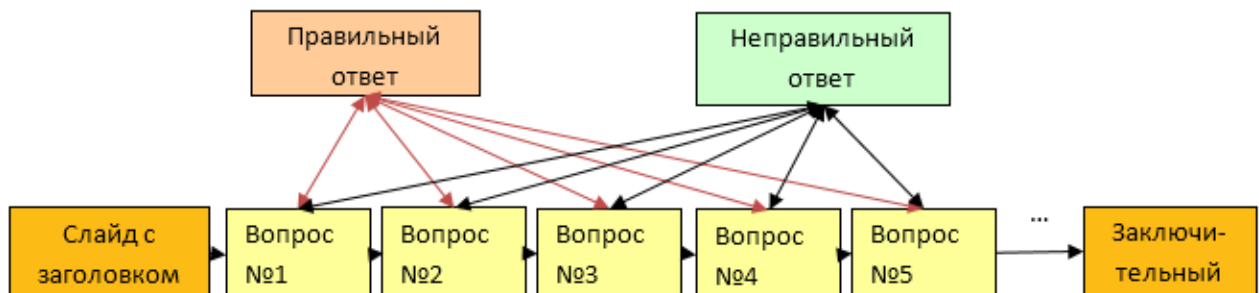 Правильный
ответ
Неправильный
ответ
Слайд с
заголовком
Вопрос
№1
Вопрос
№2
Вопрос
№3
Вопрос
№4
Вопрос
№5
...
Заключи-
тельный